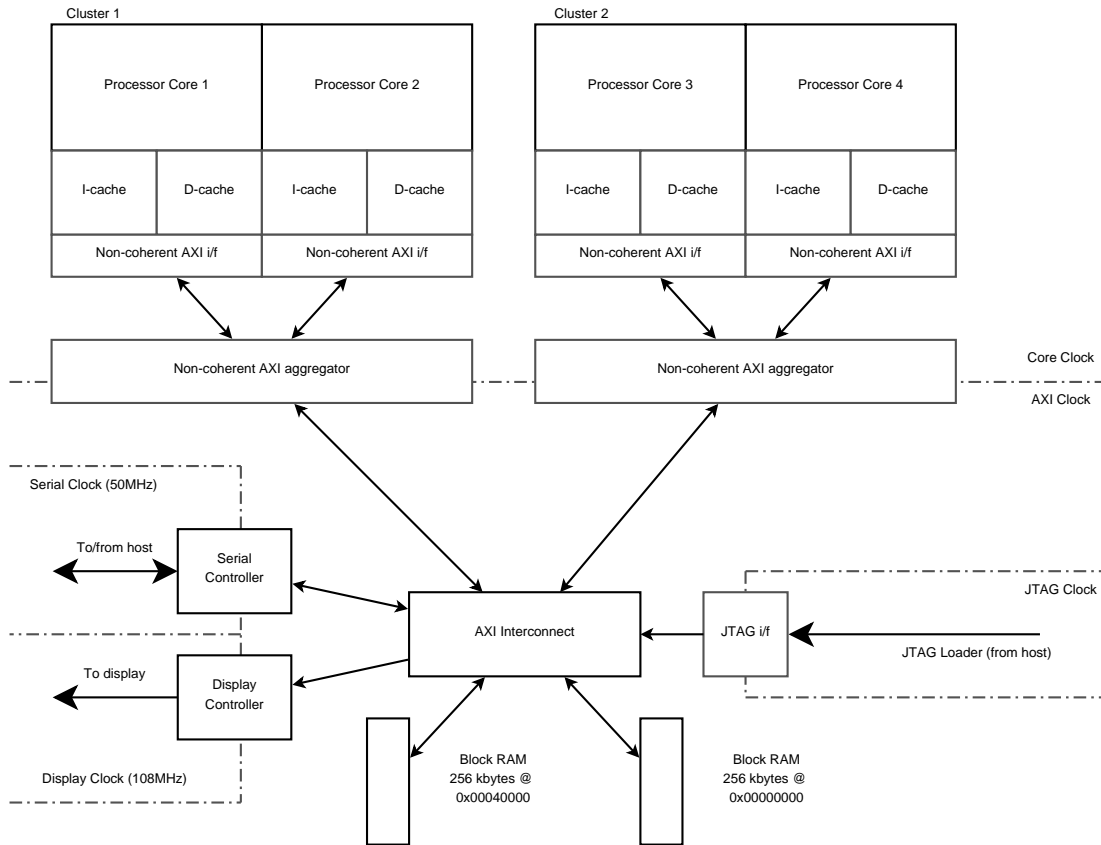 Cluster 1
Cluster 2
Processor Core 1
Processor Core 2
Processor Core 3
Processor Core 4
I-cache
D-cache
I-cache
D-cache
I-cache
D-cache
I-cache
D-cache
Non-coherent AXI i/f
Non-coherent AXI i/f
Non-coherent AXI i/f
Non-coherent AXI i/f
Non-coherent AXI aggregator
Non-coherent AXI aggregator
Core Clock
AXI Clock
Serial Clock (50MHz)
To/from host
Serial
Controller
AXI Interconnect
JTAG i/f
JTAG Clock
JTAG Loader (from host)
To display
Display
Controller
Display Clock (108MHz)
Block RAM
256 kbytes @
0x00040000
Block RAM
256 kbytes @
0x00000000